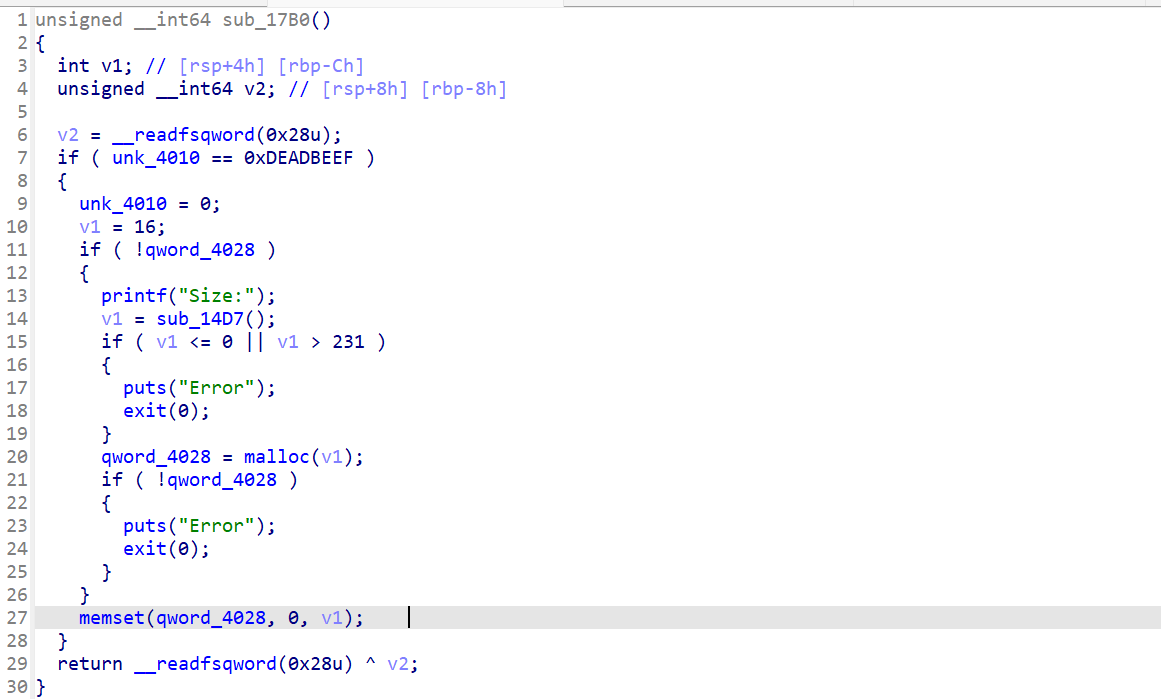 1 unsigned __int64 sub_17B0()
2 {
3   int v1; // [rsp+4h] [rbp-Ch]
4   unsigned __int64 v2; // [rsp+8h] [rbp-8h]
5
6   v2 = __readfsqword(0x28u);
7   if ( unk_4010 == 0xDEADBEEF )
8   {
9     unk_4010 = 0;
10     v1 = 16;
11     if ( !qword_4028 )
12     {
13       printf("Size:");
14       v1 = sub_14D7();
15       if ( v1 <= 0 || v1 > 231 )
16       {
17         puts("Error");
18         exit(0);
19       }
20       qword_4028 = malloc(v1);
21       if ( !qword_4028 )
22       {
23         puts("Error");
24         exit(0);
25       }
26     }
27     memset(qword_4028, 0, v1);
28   }
29   return __readfsqword(0x28u) ^ v2;
30 }